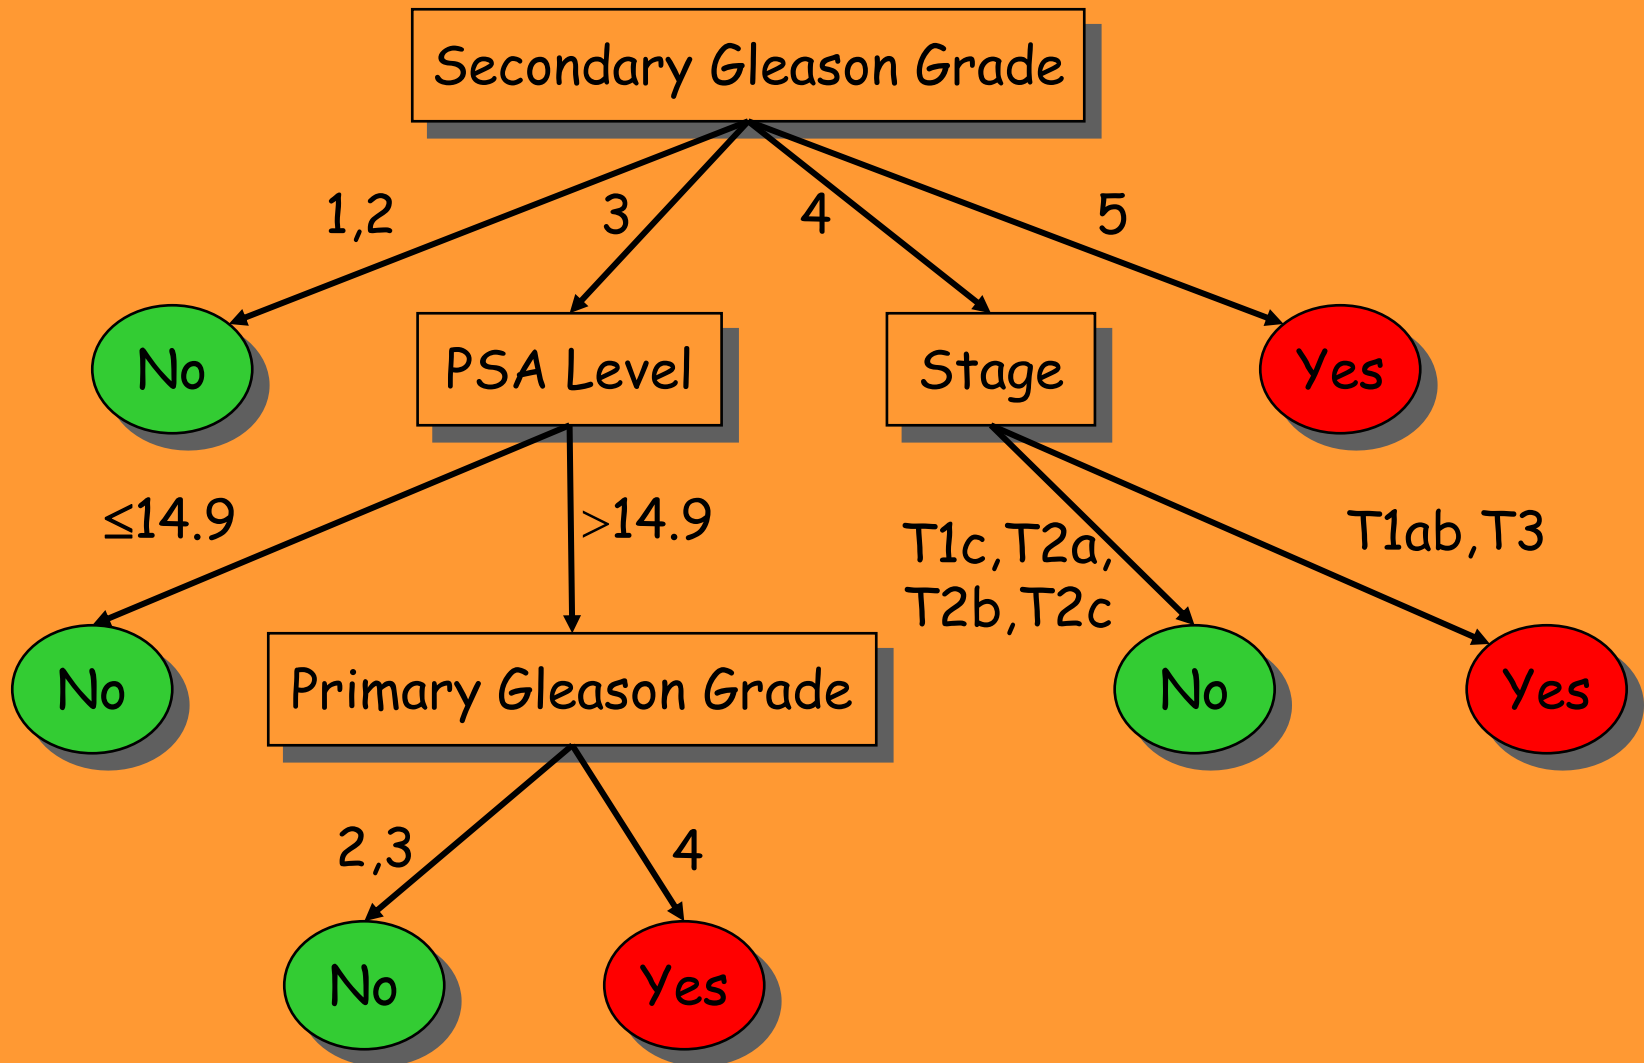 Secondary Gleason Grade
1,2
3
4
5
No
PSA Level
Stage
Yes
≤14.9
>14.9
T1c,T2a,
T2b,T2c
T1ab,T3
No
Primary Gleason Grade
No
Yes
2,3
4
No
Yes